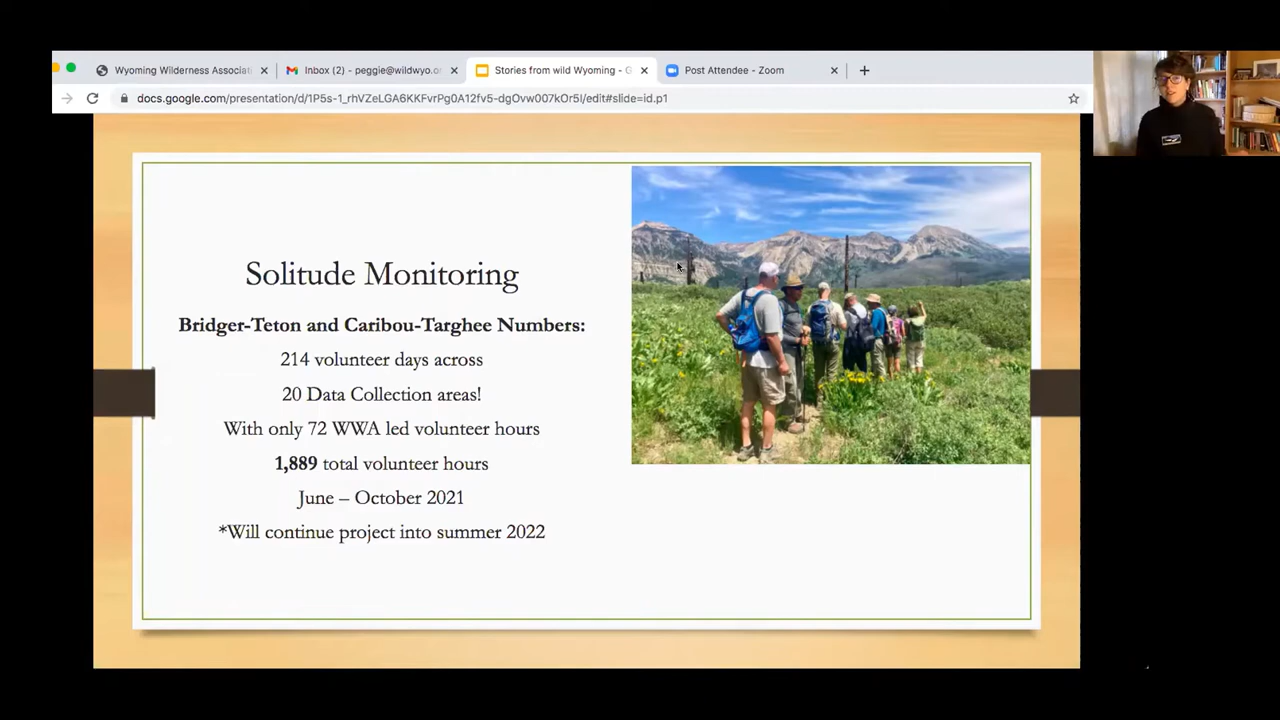 Wyoming Wilderness Associati
Inbox (2) - peggie@wildwyo.or
Stories from wild Wyoming - G
Post Attendee - Zoom
docs.google.com/presentation/d/1P5s-1_rhVZeLGA6KKFvrPg0A12fv5-dgOvw007kOr5I/edit#slide=id.p1
Solitude Monitoring
Bridger-Teton and Caribou-Targhee Numbers:
214 volunteer days across
20 Data Collection areas!
With only 72 WWA led volunteer hours
1,889 total volunteer hours
June – October 2021
*Will continue project into summer 2022